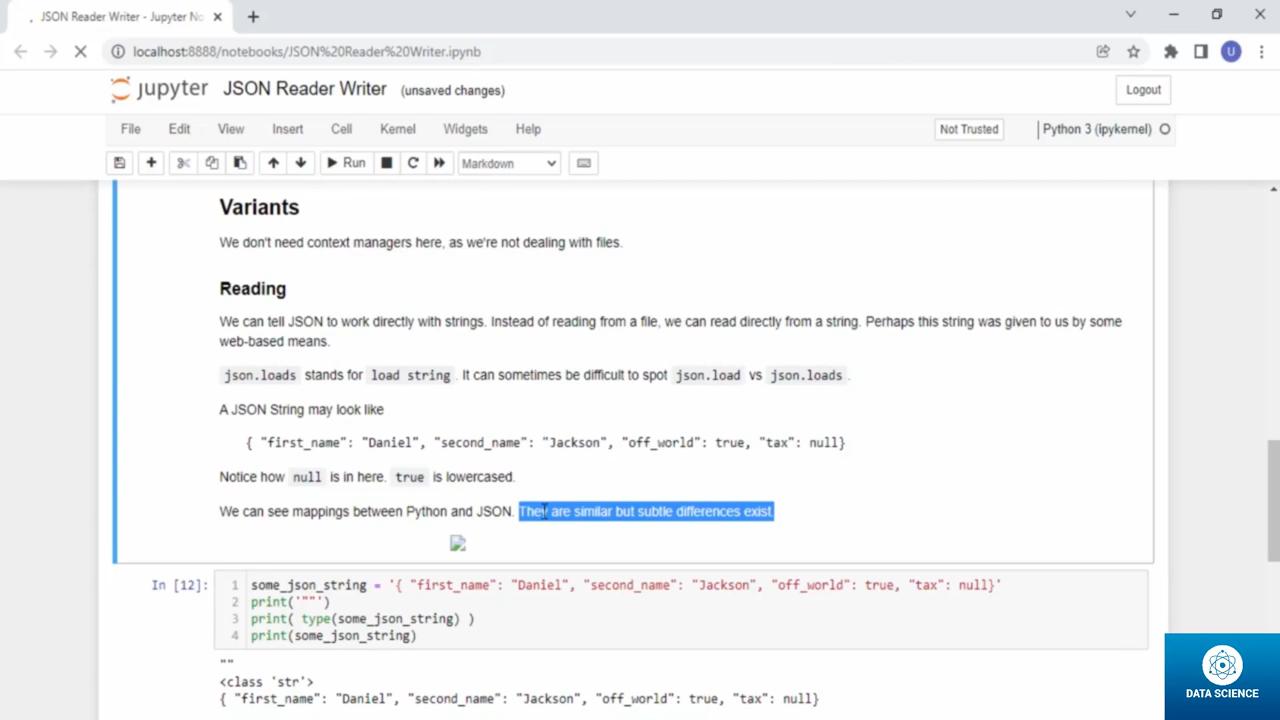 JSON Reader Writer - Jupyter No
localhost:8888/notebooks/JSON%20Reader%20Writer.ipynb
U
jupyter JSON Reader Writer (unsaved changes)
Logout
File Edit View Insert Cell Kernel Widgets Help
Not Trusted
Python 3 (ipykernel)
Run
Markdown
Variants
We don't need context managers here, as we're not dealing with files.
Reading
We can tell JSON to work directly with strings. Instead of reading from a file, we can read directly from a string. Perhaps this string was given to us by some
web-based means.
json.loads stands for load string . It can sometimes be difficult to spot json.load vs json.loads .
A JSON String may look like
{ "first_name": "Daniel", "second_name": "Jackson", "off_world": true, "tax": null}
Notice how null is in here. true is lowercased.
We can see mappings between Python and JSON. They are similar but subtle differences exist.
In [12]:
1 some_json_string = '{ "first_name": "Daniel", "second_name": "Jackson", "off_world": true, "tax": null}'
2 print('""')
3 print( type(some_json_string) )
4 print(some_json_string)
""
<class 'str'>
{ "first_name": "Daniel", "second_name": "Jackson", "off_world": true, "tax": null}
DATA SCIENCE